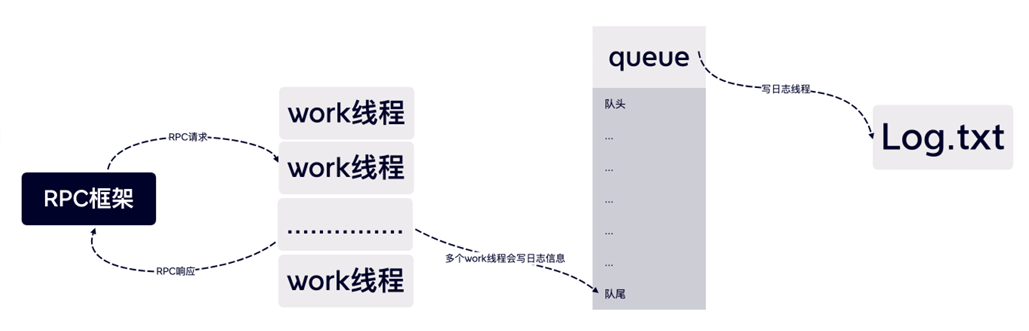 queue
队头
...
...
...
...
...
队尾
写日志线程
Log.txt
work线程
work线程
...............
work线程
RPC请求
RPC框架
RPC响应
多个work线程会写日志信息